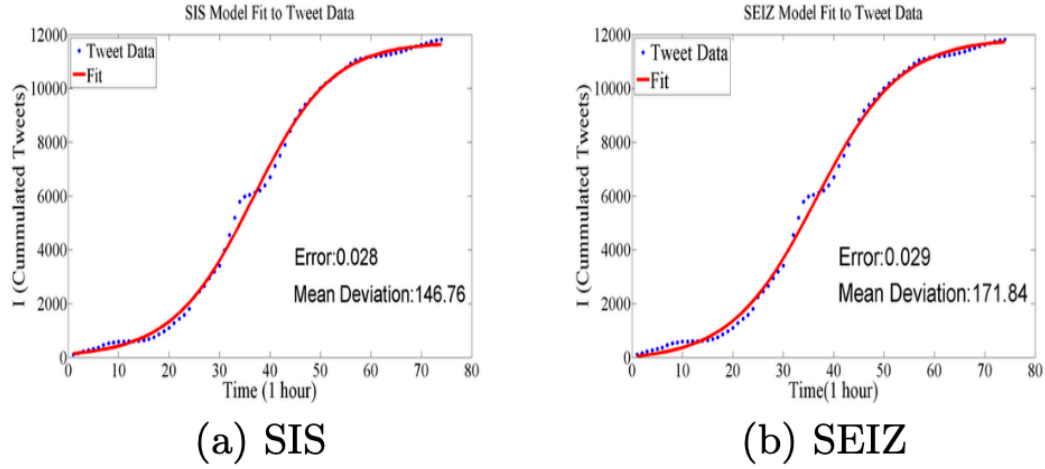 SIS Model Fit to Tweet Data
12000
10000
8000
6000
4000
2000
0
I (Cummulated Tweets)
Tweet Data
Fit
Error:0.028
Mean Deviation:146.76
0 10 20 30 40 50 60 70 80
Time (1 hour)
(a) SIS
SEIZ Model Fit to Tweet Data
12000
10000
8000
6000
4000
2000
0
I (Cummulated Tweets)
Tweet Data
Fit
Error:0.029
Mean Deviation:171.84
0 10 20 30 40 50 60 70 80
Time(1 hour)
(b) SEIZ